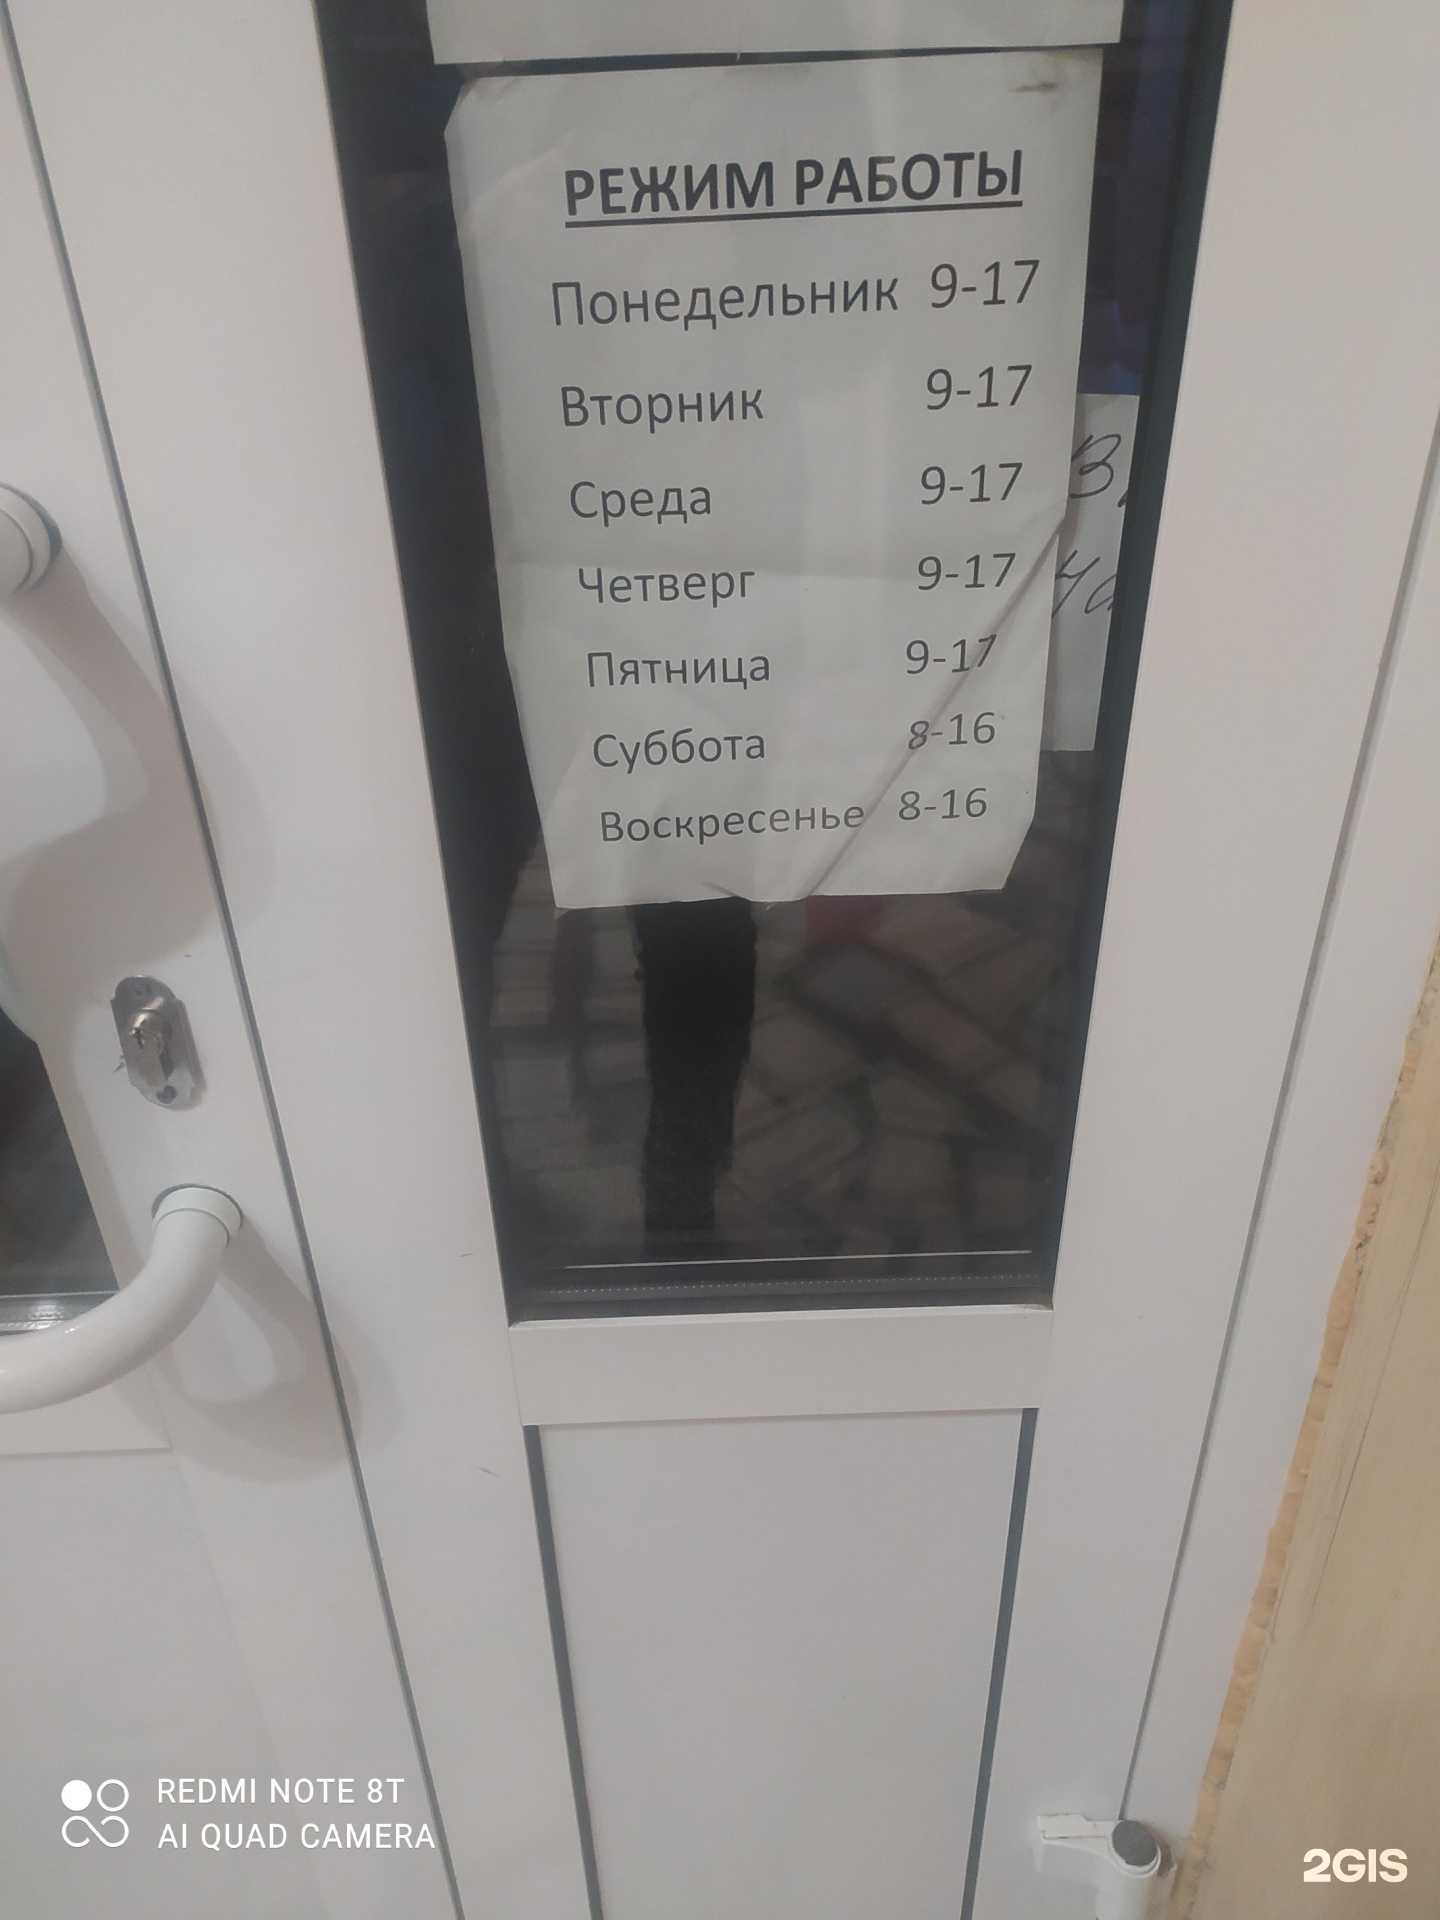 РЕЖИМ РАБОТЫ
Понедельник 9-17
Вторник 9-17
Среда 9-17
Четверг 9-17
Пятница 9-17
Суббота 8-16
Воскресенье 8-16
REDMI NOTE 8T
AI QUAD CAMERA
2GIS